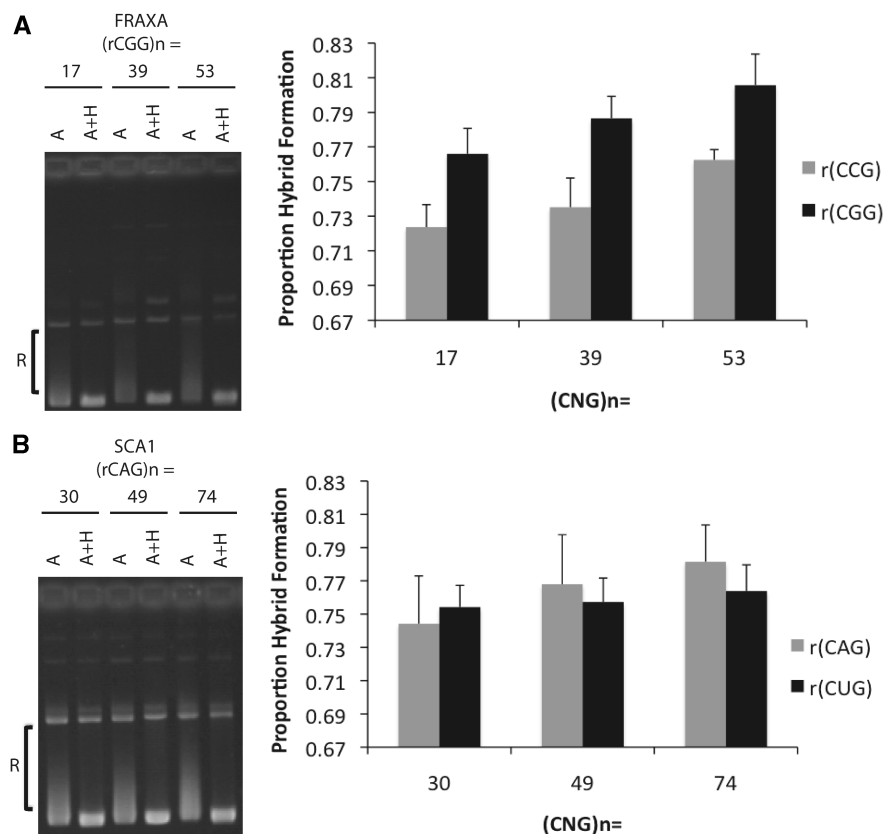 A
FRAXA
(rCGG)n =
17 39 53
A A+H A A+H A A+H
R
Proportion Hybrid Formation
0.83
0.81
0.79
0.77
0.75
0.73
0.71
0.69
0.67
17 39 53
(CNG)n=
r(CCG)
r(CGG)
B
SCA1
(rCAG)n =
30 49 74
A A+H A A+H A A+H
R
Proportion Hybrid Formation
0.83
0.81
0.79
0.77
0.75
0.73
0.71
0.69
0.67
30 49 74
(CNG)n=
r(CAG)
r(CUG)